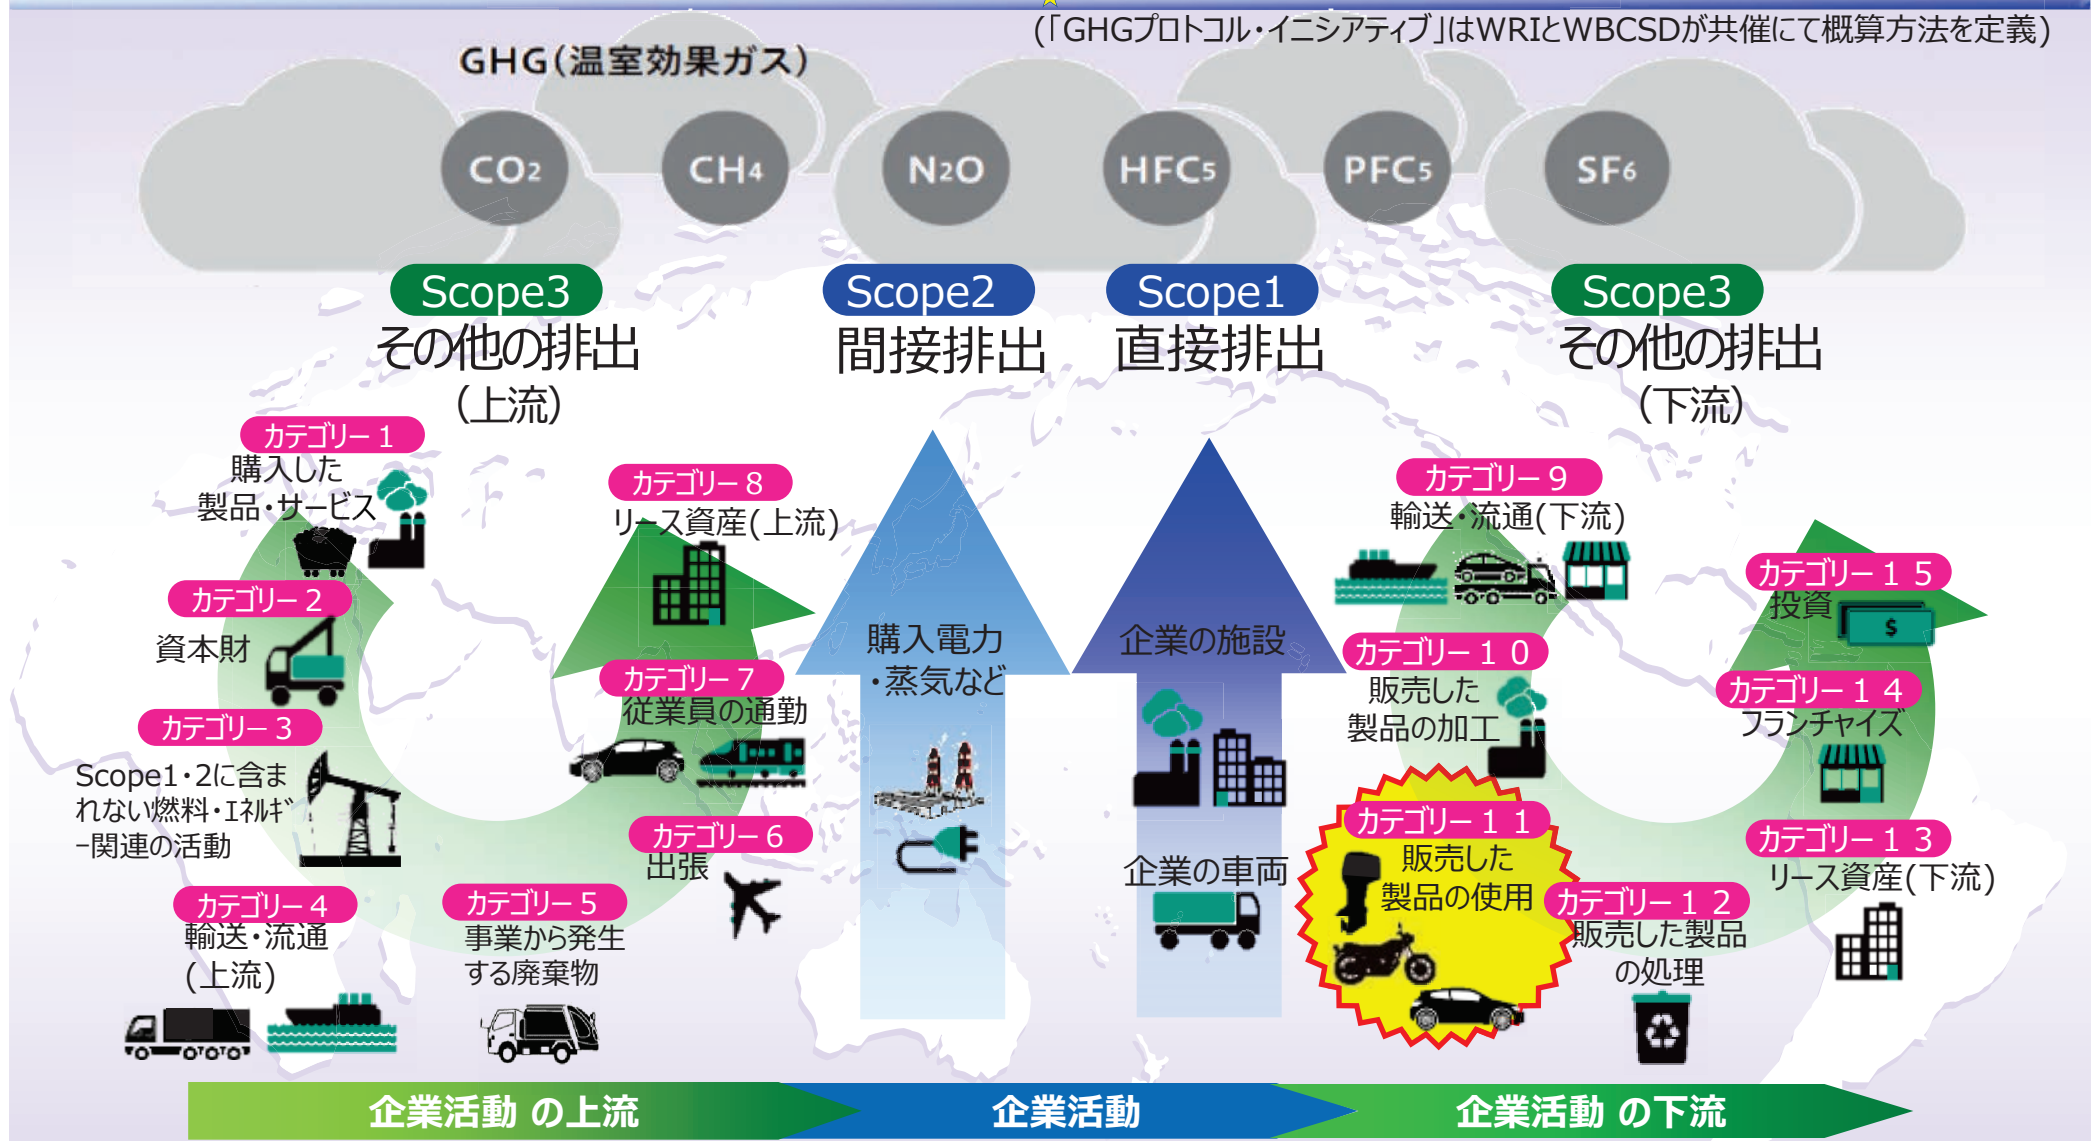 (「GHGプロトコル・イニシアティブ」はWRIとWBCSDが共催にて概算方法を定義)
GHG(温室効果ガス)
CO2
CH4
N2O
HFC5
PFC5
SF6
Scope3
その他の排出
(上流)
Scope2
間接排出
Scope1
直接排出
Scope3
その他の排出
(下流)
カテゴリー1
購入した
製品・サービス
カテゴリー2
資本財
カテゴリー3
Scope1・2に含ま
れない燃料・エネルギ
-関連の活動
カテゴリー4
輸送・流通
(上流)
カテゴリー5
事業から発生
する廃棄物
カテゴリー6
出張
カテゴリー7
従業員の通勤
カテゴリー8
リース資産(上流)
購入電力
・蒸気など
企業の施設
企業の車両
カテゴリー9
輸送・流通(下流)
カテゴリー10
販売した
製品の加工
カテゴリー11
販売した
製品の使用
カテゴリー12
販売した製品
の処理
カテゴリー13
リース資産(下流)
カテゴリー14
フランチャイズ
カテゴリー15
投資
$
企業活動 の上流
企業活動
企業活動 の下流